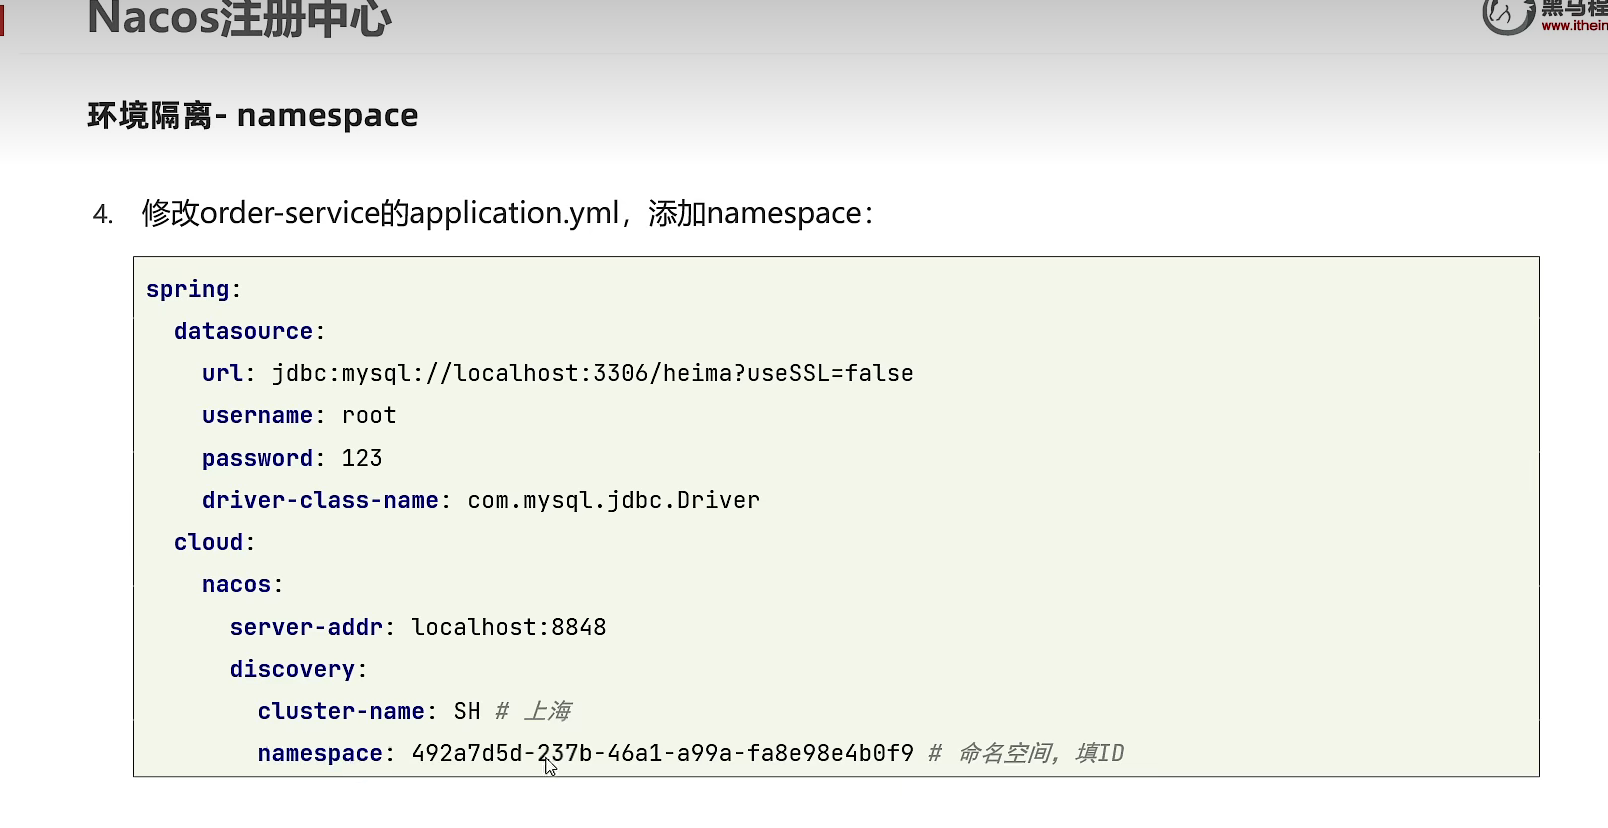 Nacos注册中心
黑马程
www.ithein
环境隔离- namespace
4. 修改order-service的application.yml，添加namespace：
spring:
  datasource:
    url: jdbc:mysql://localhost:3306/heima?useSSL=false
    username: root
    password: 123
    driver-class-name: com.mysql.jdbc.Driver
  cloud:
    nacos:
      server-addr: localhost:8848
      discovery:
        cluster-name: SH # 上海
        namespace: 492a7d5d-237b-46a1-a99a-fa8e98e4b0f9 # 命名空间，填ID